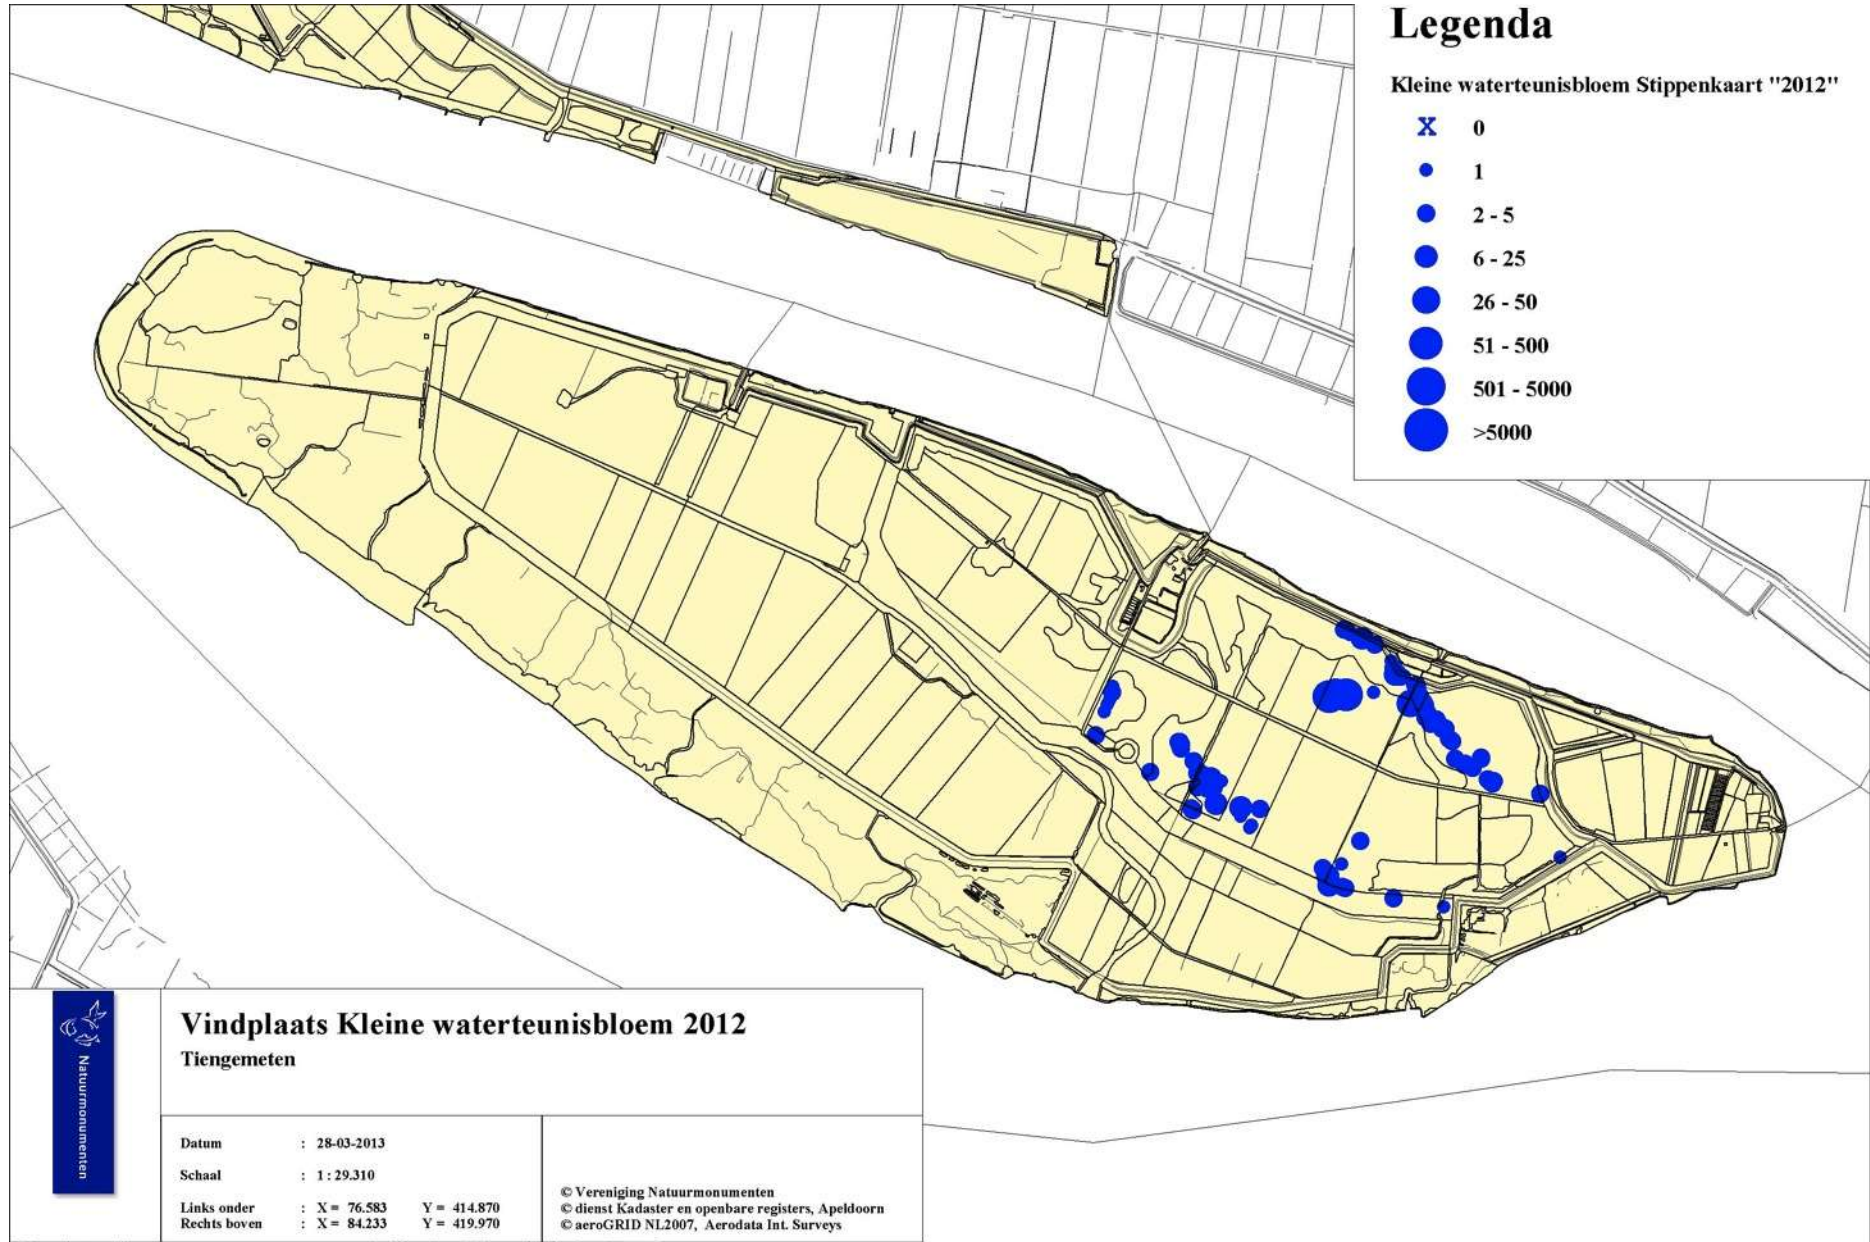 Legenda
Kleine waterteunisbloem Stippenkaart "2012"
X 0
1
2 - 5
6 - 25
26 - 50
51 - 500
501 - 5000
>5000
Natuurmonumenten
Vindplaats Kleine waterteunisbloem 2012
Tiengemeten
Datum : 28-03-2013
Schaal : 1 : 29.310
Links onder : X = 76.583 Y = 414.870
Rechts boven : X = 84.233 Y = 419.970
© Vereniging Natuurmonumenten
© dienst Kadaster en openbare registers, Apeldoorn
© aeroGRID NL2007, Aerodata Int. Surveys